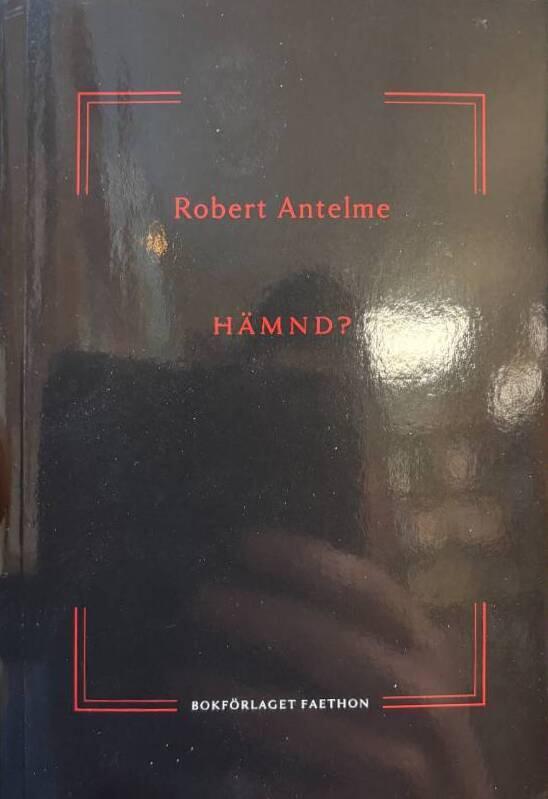 Robert Antelme
HÄMND?
BOKFÖRLAGET FAETHON